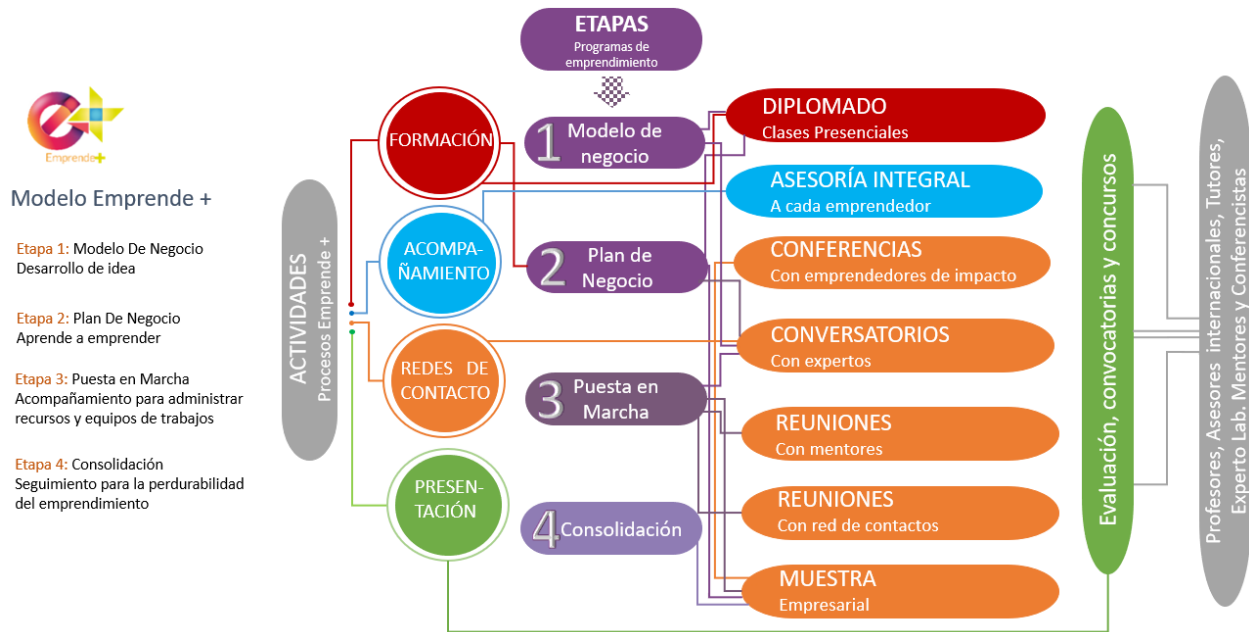 ETAPAS
Programas de
emprendimiento
Emprende+
Modelo Emprende +
Etapa 1: Modelo De Negocio
Desarrollo de idea
Etapa 2: Plan De Negocio
Aprende a emprender
Etapa 3: Puesta en Marcha
Acompañamiento para administrar
recursos y equipos de trabajos
Etapa 4: Consolidación
Seguimiento para la perdurabilidad
del emprendimiento
ACTIVIDADES
Procesos Emprende +
FORMACIÓN
ACOMPA-
ÑAMIENTO
REDES DE
CONTACTO
PRESEN-
TACIÓN
1 Modelo de
negocio
2 Plan de
Negocio
3 Puesta en
Marcha
4 Consolidación
DIPLOMADO
Clases Presenciales
ASESORÍA INTEGRAL
A cada emprendedor
CONFERENCIAS
Con emprendedores de impacto
CONVERSATORIOS
Con expertos
REUNIONES
Con mentores
REUNIONES
Con red de contactos
MUESTRA
Empresarial
Evaluación, convocatorias y concursos
Profesores, Asesores internacionales, Tutores,
Experto Lab. Mentores y Conferencistas